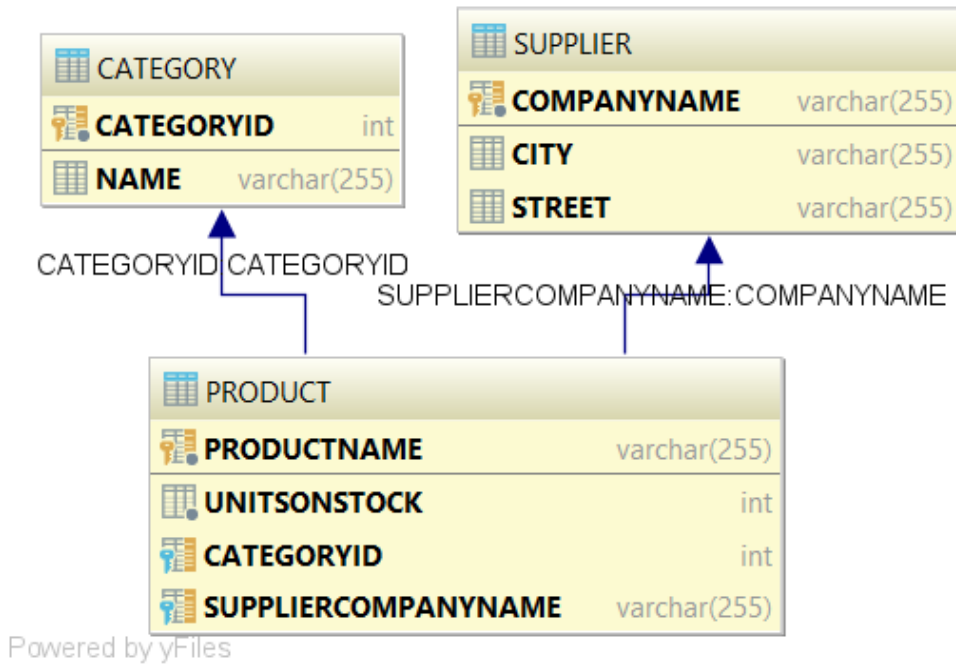 CATEGORY
CATEGORYID int
NAME varchar(255)
SUPPLIER
COMPANYNAME varchar(255)
CITY varchar(255)
STREET varchar(255)
CATEGORYID:CATEGORYID
SUPPLIERCOMPANYNAME:COMPANYNAME
PRODUCT
PRODUCTNAME varchar(255)
UNITSONSTOCK int
CATEGORYID int
SUPPLIERCOMPANYNAME varchar(255)
Powered by yFiles